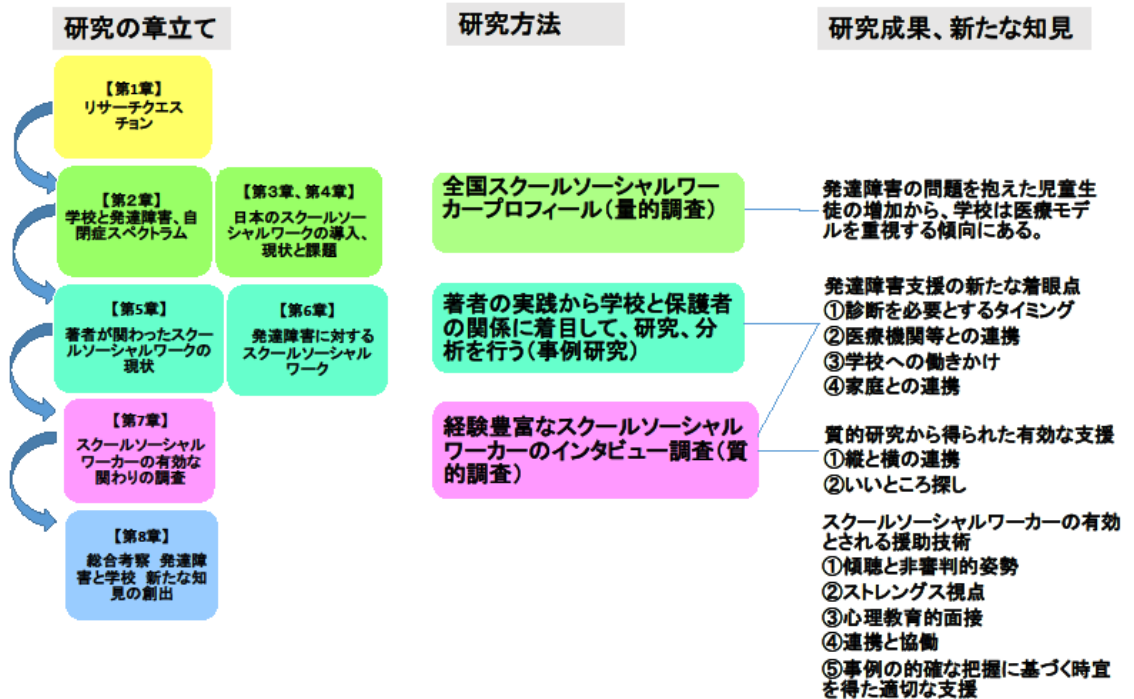 研究の章立て
研究方法
研究成果、新たな知見
【第1章】
リサーチクエス
チョン
【第2章】
学校と発達障害、自
閉症スペクトラム
【第3章、第4章】
日本のスクールソー
シャルワークの導入、
現状と課題
全国スクールソーシャルワー
カープロフィール(量的調査)
発達障害の問題を抱えた児童生
徒の増加から、学校は医療モデ
ルを重視する傾向にある。
【第5章】
著者が関わったスクー
ルソーシャルワークの
現状
【第6章】
発達障害に対する
スクールソーシャル
ワーク
著者の実践から学校と保護者
の関係に着目して、研究、分
析を行う(事例研究)
発達障害支援の新たな着眼点
①診断を必要とするタイミング
②医療機関等との連携
③学校への働きかけ
④家庭との連携
【第7章】
スクールソーシャル
ワーカーの有効な
関わりの調査
経験豊富なスクールソーシャル
ワーカーのインタビュー調査(質
的調査)
質的研究から得られた有効な支援
①縦と横の連携
②いいところ探し
【第8章】
総合考察 発達障
害と学校 新たな知
見の創出
スクールソーシャルワーカーの有効
とされる援助技術
①傾聴と非審判的姿勢
②ストレングス視点
③心理教育的面接
④連携と協働
⑤事例の的確な把握に基づく時宜
を得た適切な支援